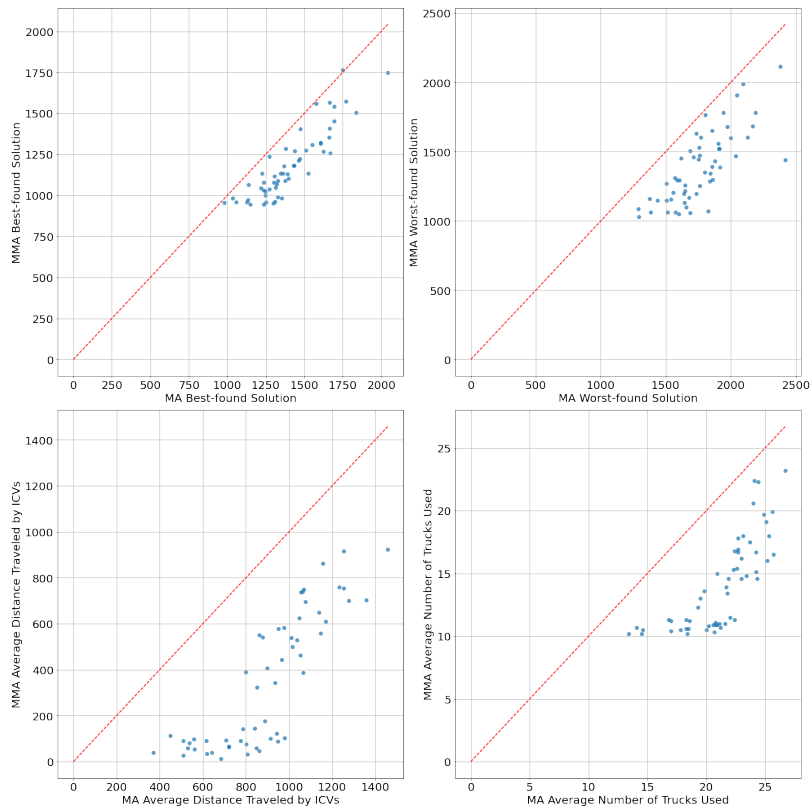 MMA Best-found Solution
2000
1750
1500
1250
1000
750
500
250
0
0 250 500 750 1000 1250 1500 1750 2000
MA Best-found Solution
MMA Worst-found Solution
2500
2000
1500
1000
500
0
0 500 1000 1500 2000 2500
MA Worst-found Solution
MMA Average Distance Traveled by ICVs
1400
1200
1000
800
600
400
200
0
0 200 400 600 800 1000 1200 1400
MA Average Distance Traveled by ICVs
MMA Average Number of Trucks Used
25
20
15
10
5
0
0 5 10 15 20 25
MA Average Number of Trucks Used